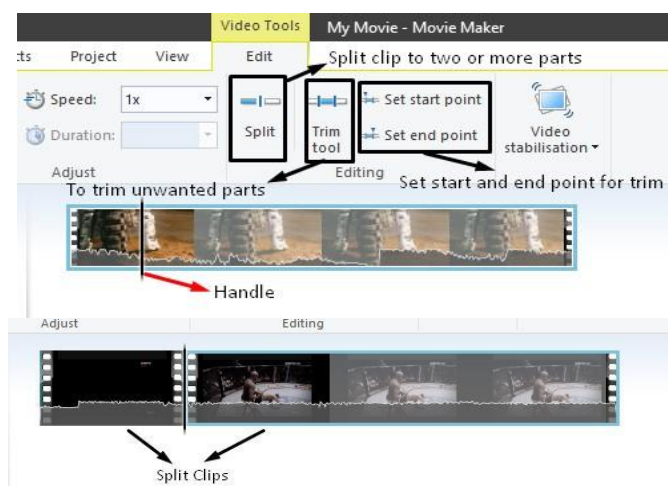 Video Tools My Movie - Movie Maker
cts Project View Edit Split clip to two or more parts
Speed: 1x Set start point
Split Trim tool Video stabilisation
Duration: Set end point
Adjust Editing Set start and end point for trim
To trim unwanted parts
Handle
Adjust Editing
Split Clips